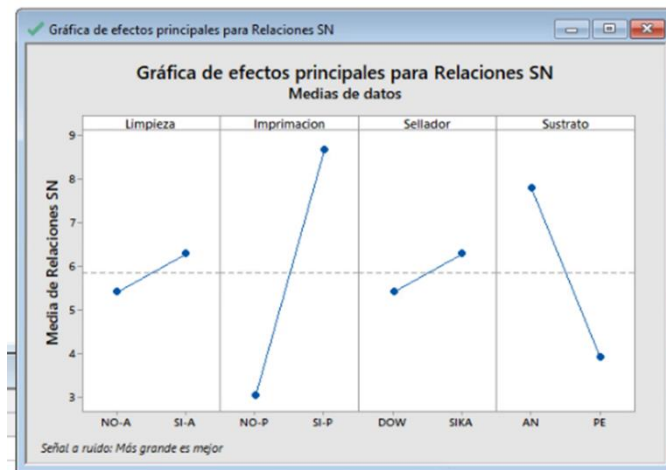 Gráfica de efectos principales para Relaciones SN
Gráfica de efectos principales para Relaciones SN
Medias de datos
Limpieza Imprimacion Sellador Sustrato
Media de Relaciones SN
9
8
7
6
5
4
3
NO-A SI-A NO-P SI-P DOW SIKA AN PE
Señal a ruido: Más grande es mejor